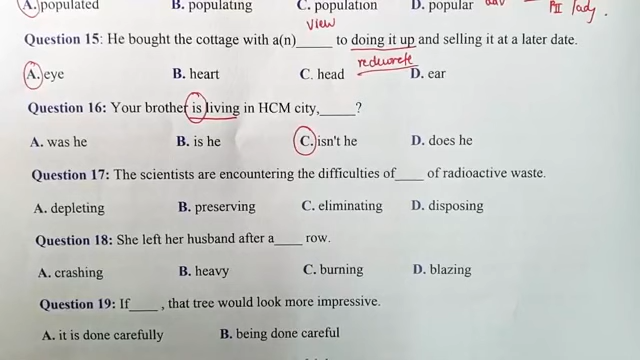 A. populated B. populating C. population D. popular adv PII /adj.
view
Question 15: He bought the cottage with a(n)_____ to doing it up and selling it at a later date.
redecorate
A. eye B. heart C. head D. ear
Question 16: Your brother is living in HCM city,_____ ?
A. was he B. is he C. isn't he D. does he
Question 17: The scientists are encountering the difficulties of____ of radioactive waste.
A. depleting B. preserving C. eliminating D. disposing
Question 18: She left her husband after a____ row.
A. crashing B. heavy C. burning D. blazing
Question 19: If____ , that tree would look more impressive.
A. it is done carefully B. being done careful